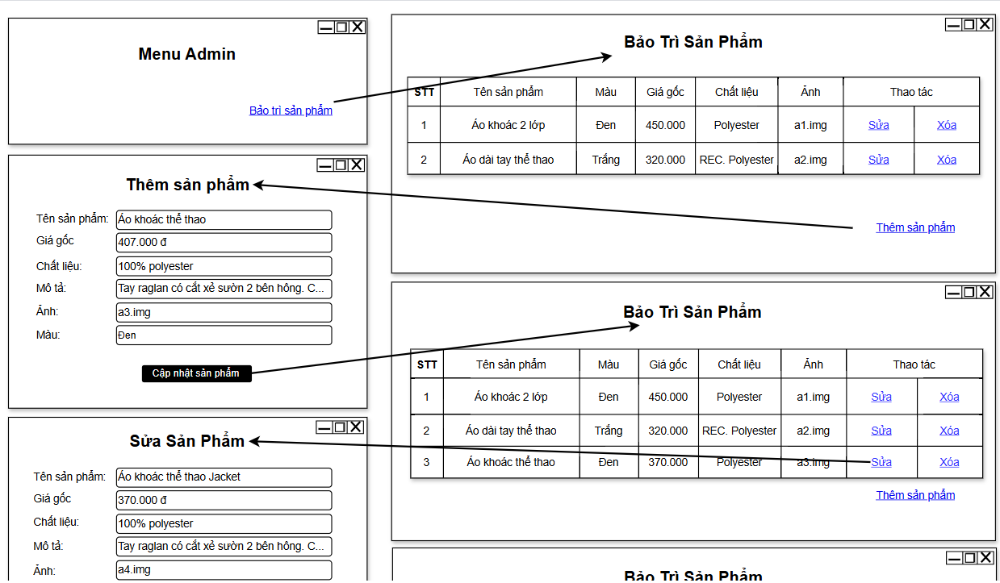 Menu Admin
Bảo trì sản phẩm
Bảo Trì Sản Phẩm
STT Tên sản phẩm Màu Giá gốc Chất liệu Ảnh Thao tác
1 Áo khoác 2 lớp Đen 450.000 Polyester a1.img Sửa Xóa
2 Áo dài tay thể thao Trắng 320.000 REC. Polyester a2.img Sửa Xóa
Thêm sản phẩm
Thêm sản phẩm
Tên sản phẩm: Áo khoác thể thao
Giá gốc 407.000 đ
Chất liệu: 100% polyester
Mô tả: Tay raglan có cắt xẻ sườn 2 bên hông. C...
Ảnh: a3.img
Màu: Đen
Cập nhật sản phẩm
Bảo Trì Sản Phẩm
STT Tên sản phẩm Màu Giá gốc Chất liệu Ảnh Thao tác
1 Áo khoác 2 lớp Đen 450.000 Polyester a1.img Sửa Xóa
2 Áo dài tay thể thao Trắng 320.000 REC. Polyester a2.img Sửa Xóa
3 Áo khoác thể thao Đen 370.000 Polyester a3.img Sửa Xóa
Thêm sản phẩm
Sửa Sản Phẩm
Tên sản phẩm: Áo khoác thể thao Jacket
Giá gốc 370.000 đ
Chất liệu: 100% polyester
Mô tả: Tay raglan có cắt xẻ sườn 2 bên hông. C...
Ảnh: a4.img
Bảo Trì Sản Phẩm